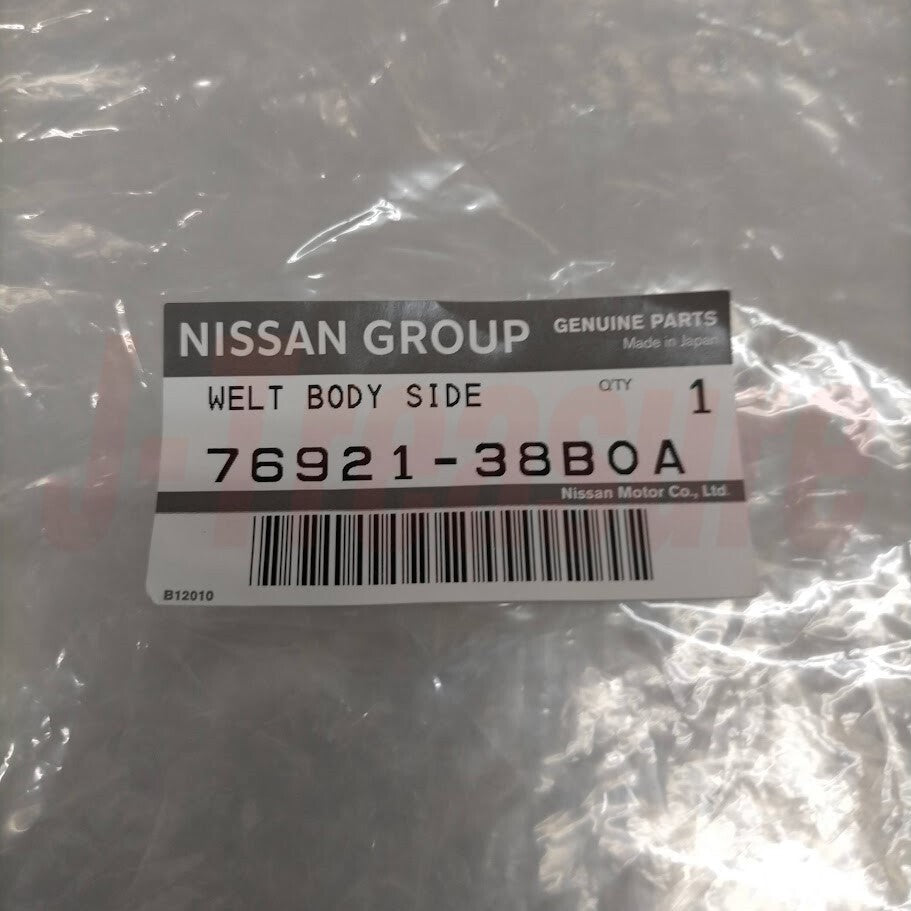 NISSAN GROUP
GENUINE PARTS
Made in Japan
WELT BODY SIDE
Q'TY
1
76921-38B0A
Nissan Motor Co., Ltd.
B12010
J-Treasure